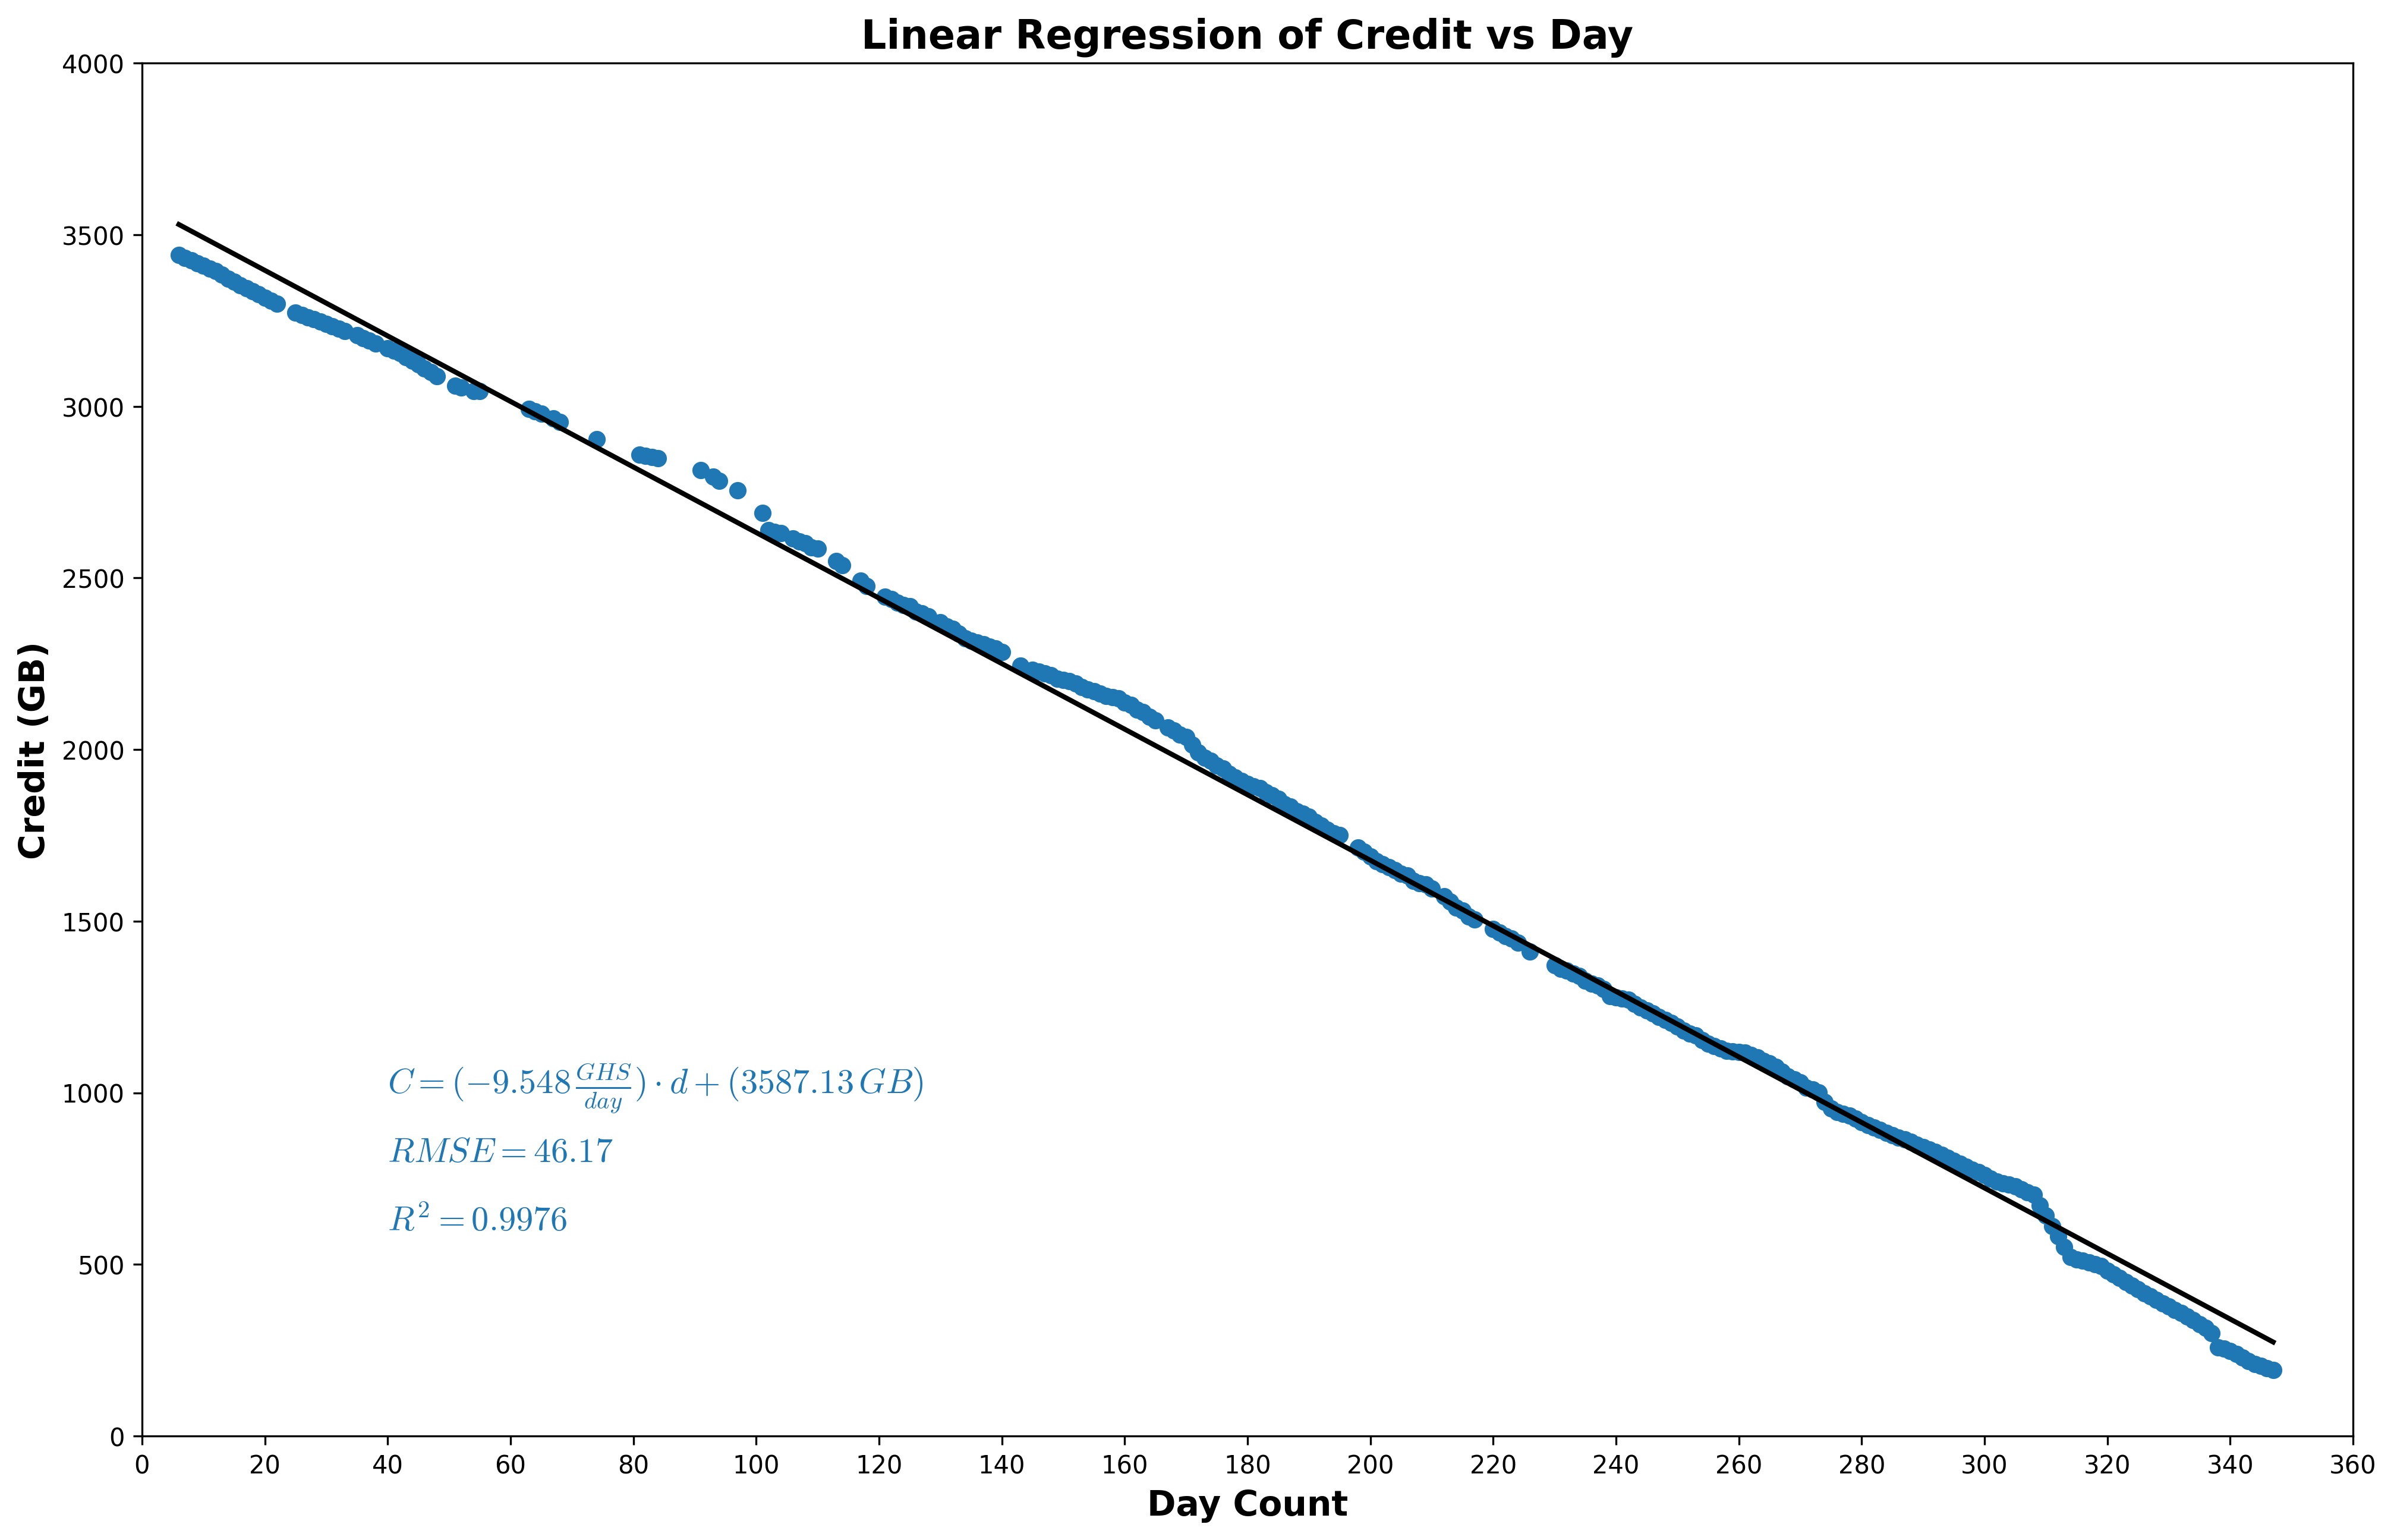 Linear Regression of Credit vs Day
4000
3500
3000
2500
2000
1500
1000
500
0
Credit (GB)
C = (−9.548 GHS/day) · d + (3587.13 GB)
RMSE = 46.17
R² = 0.9976
0 20 40 60 80 100 120 140 160 180 200 220 240 260 280 300 320 340 360
Day Count